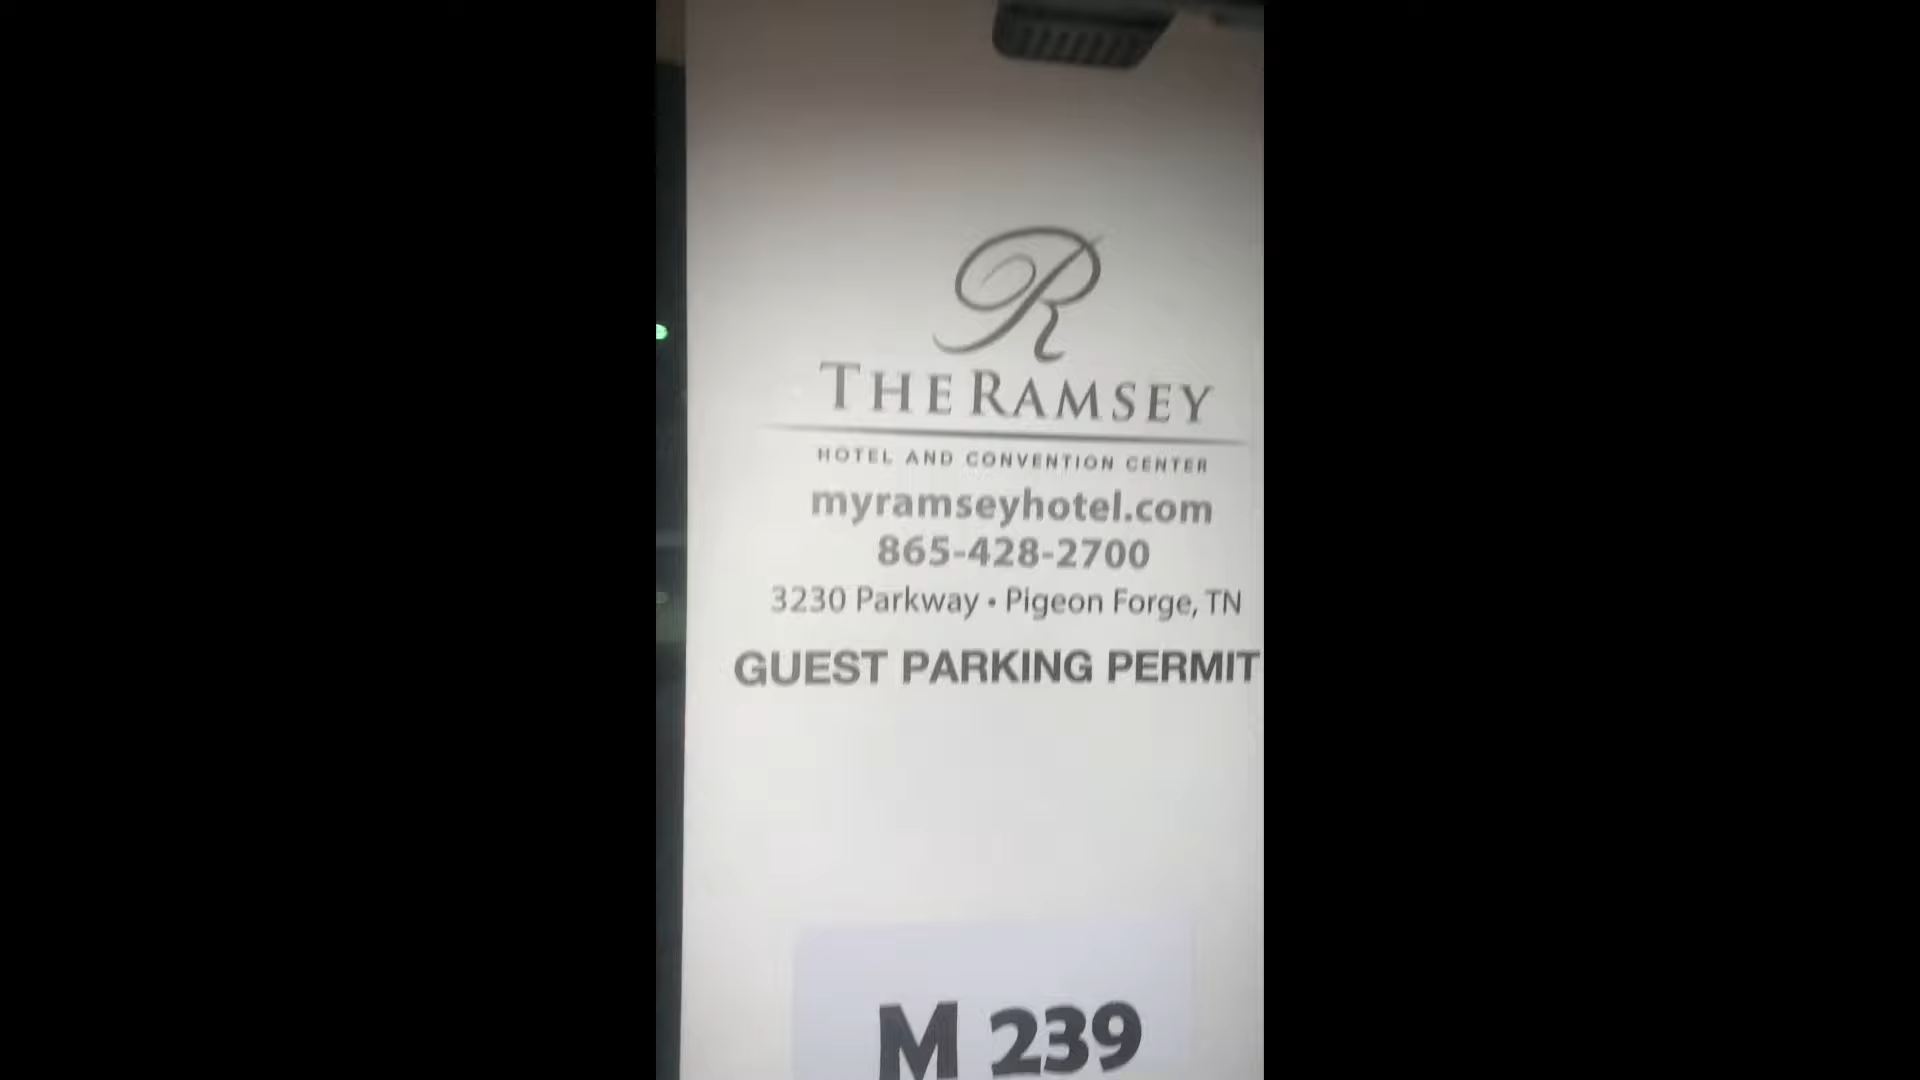 R
THE RAMSEY
HOTEL AND CONVENTION CENTER
myramseyhotel.com
865-428-2700
3230 Parkway • Pigeon Forge, TN
GUEST PARKING PERMIT
M 239